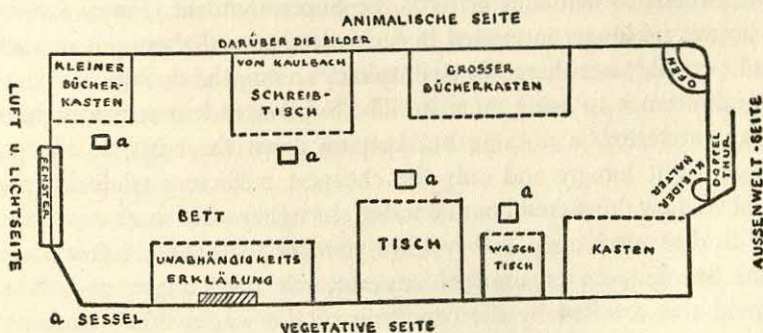 ANIMALISCHE SEITE
DARÜBER DIE BILDER
VON KAULBACH
KLEINER
BÜCHER-
KASTEN
SCHREIB-
TISCH
GROSSER
BÜCHERKASTEN
OFEN
LUFT U. LICHTSEITE
FENSTER
a
a
a
a
KLEIDER
HALTER
DOPPEL
THÜR
AUSSENWELT SEITE
BETT
UNABHÄNGIGKEITS
ERKLÄRUNG
TISCH
WASCH
TISCH
KASTEN
a SESSEL
VEGETATIVE SEITE